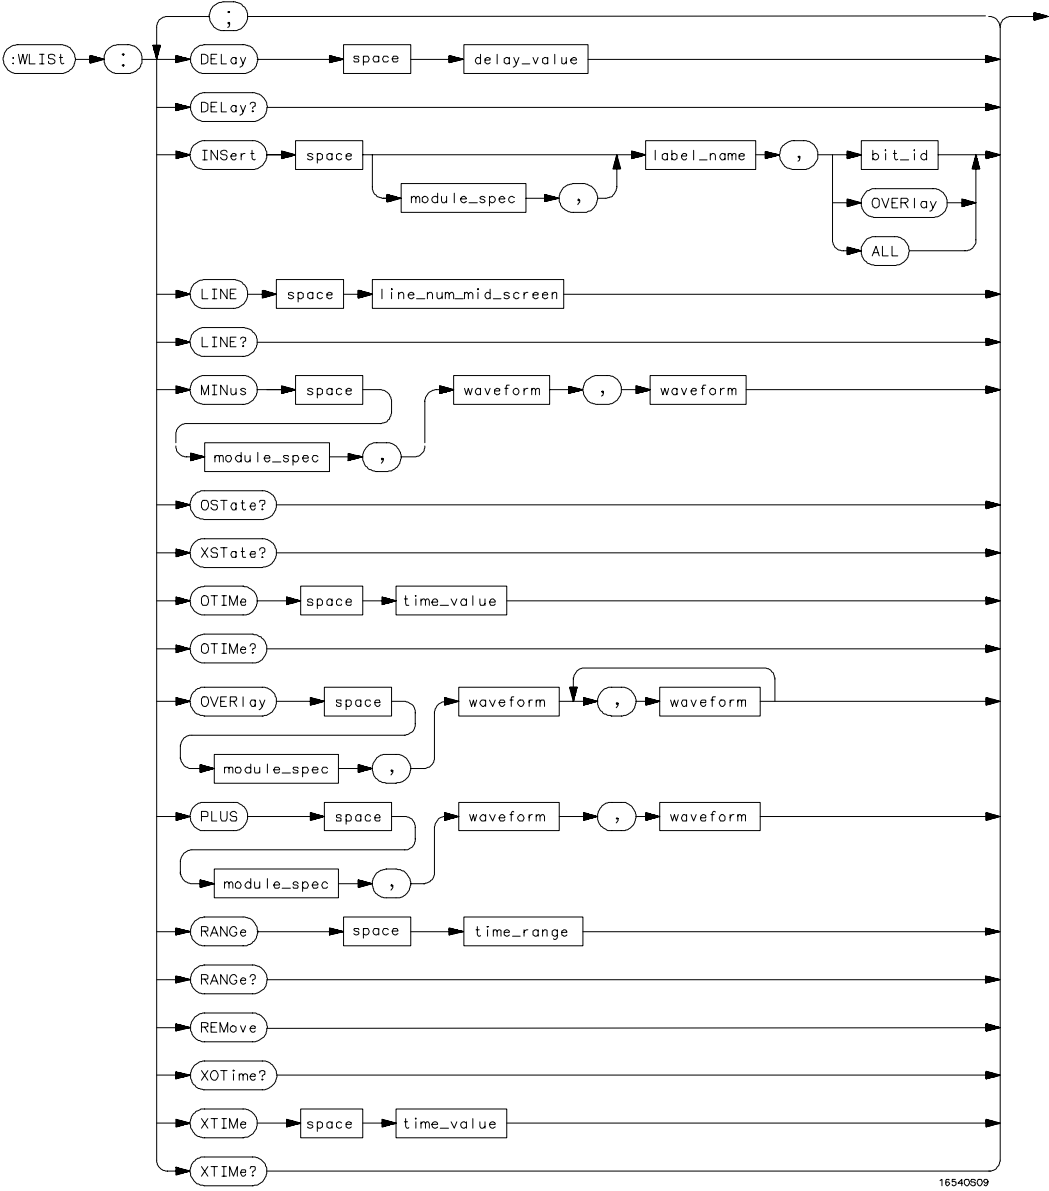 ;
:WLISt : DELay space delay_value
DELay?
INSert space label_name , bit_id
module_spec , OVERlay
ALL
LINE space line_num_mid_screen
LINE?
MINus space waveform , waveform
module_spec ,
OSTate?
XSTate?
OTIMe space time_value
OTIMe?
OVERlay space waveform , waveform
module_spec ,
PLUS space waveform , waveform
module_spec ,
RANGe space time_range
RANGe?
REMove
XOTime?
XTIMe space time_value
XTIMe?
16540S09